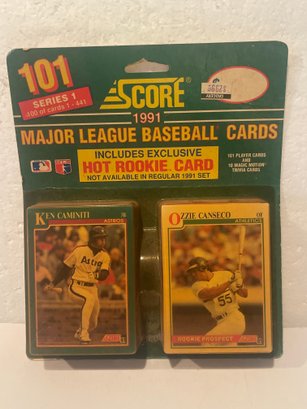 101
SERIES 1
100 of cards 1 - 441
SCORE
1991
MAJOR LEAGUE BASEBALL CARDS
INCLUDES EXCLUSIVE
HOT ROOKIE CARD
NOT AVAILABLE IN REGULAR 1991 SET.
101 PLAYER CARDS
AND
10 MAGIC MOTION
TRIVIA CARDS
KEN CAMINITI
3B
ASTROS
Astros
OZZIE CANSECO
OF
ATHLETICS
55
ROOKIE PROSPECT